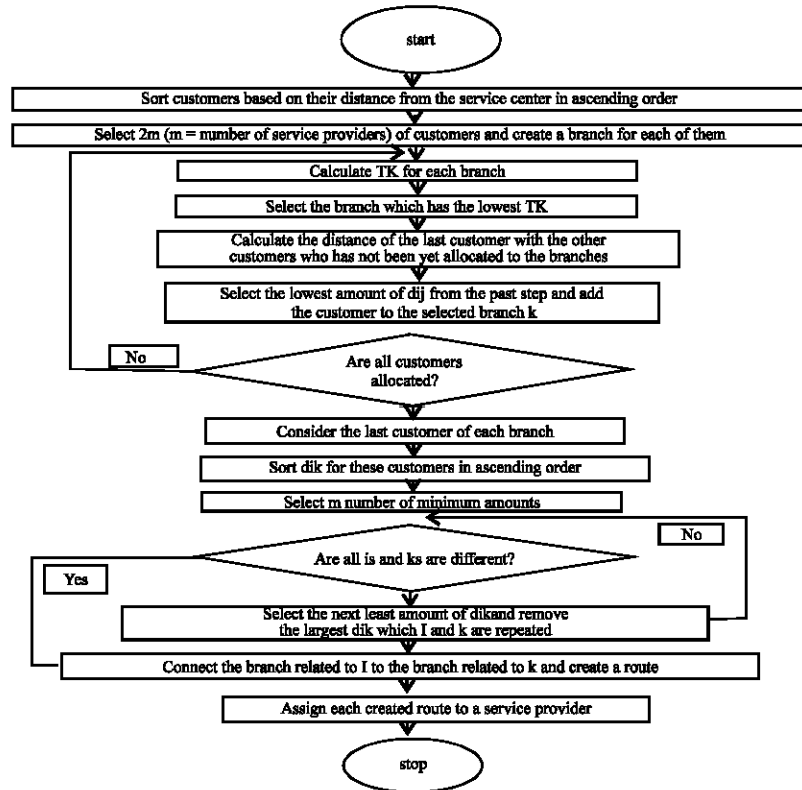 start
Sort customers based on their distance from the service center in ascending order
Select 2m (m = number of service providers) of customers and create a branch for each of them
Calculate TK for each branch
Select the branch which has the lowest TK
Calculate the distance of the last customer with the other
customers who has not been yet allocated to the branches
Select the lowest amount of dij from the past step and add
the customer to the selected branch k
No
Are all customers
allocated?
Consider the last customer of each branch
Sort dik for these customers in ascending order
Select m number of minimum amounts
No
Are all is and ks are different?
Yes
Select the next least amount of dikand remove
the largest dik which I and k are repeated
Connect the branch related to I to the branch related to k and create a route
Assign each created route to a service provider
stop